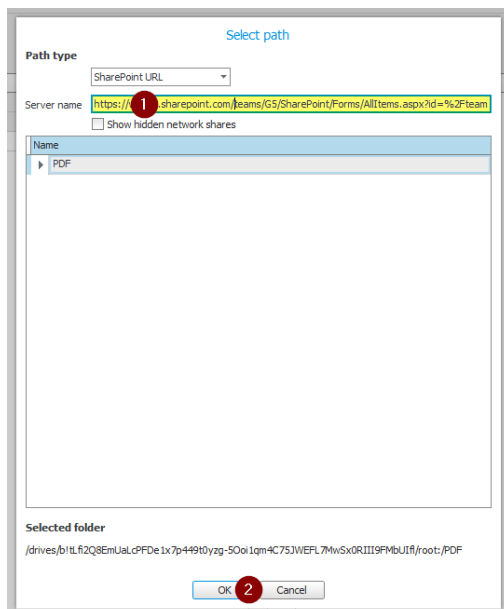 Select path
Path type
SharePoint URL
Server name https:// 1 .sharepoint.com/teams/G5/SharePoint/Forms/AllItems.aspx?id=%2Fteam
Show hidden network shares
Name
PDF
Selected folder
/drives/b!tLfi2Q8EmUaLcPFDe1x7p449t0yzg-5Ooi1qm4C75JWEFL7MwSx0RIII9FMbUIfl/root:/PDF
OK 2 Cancel